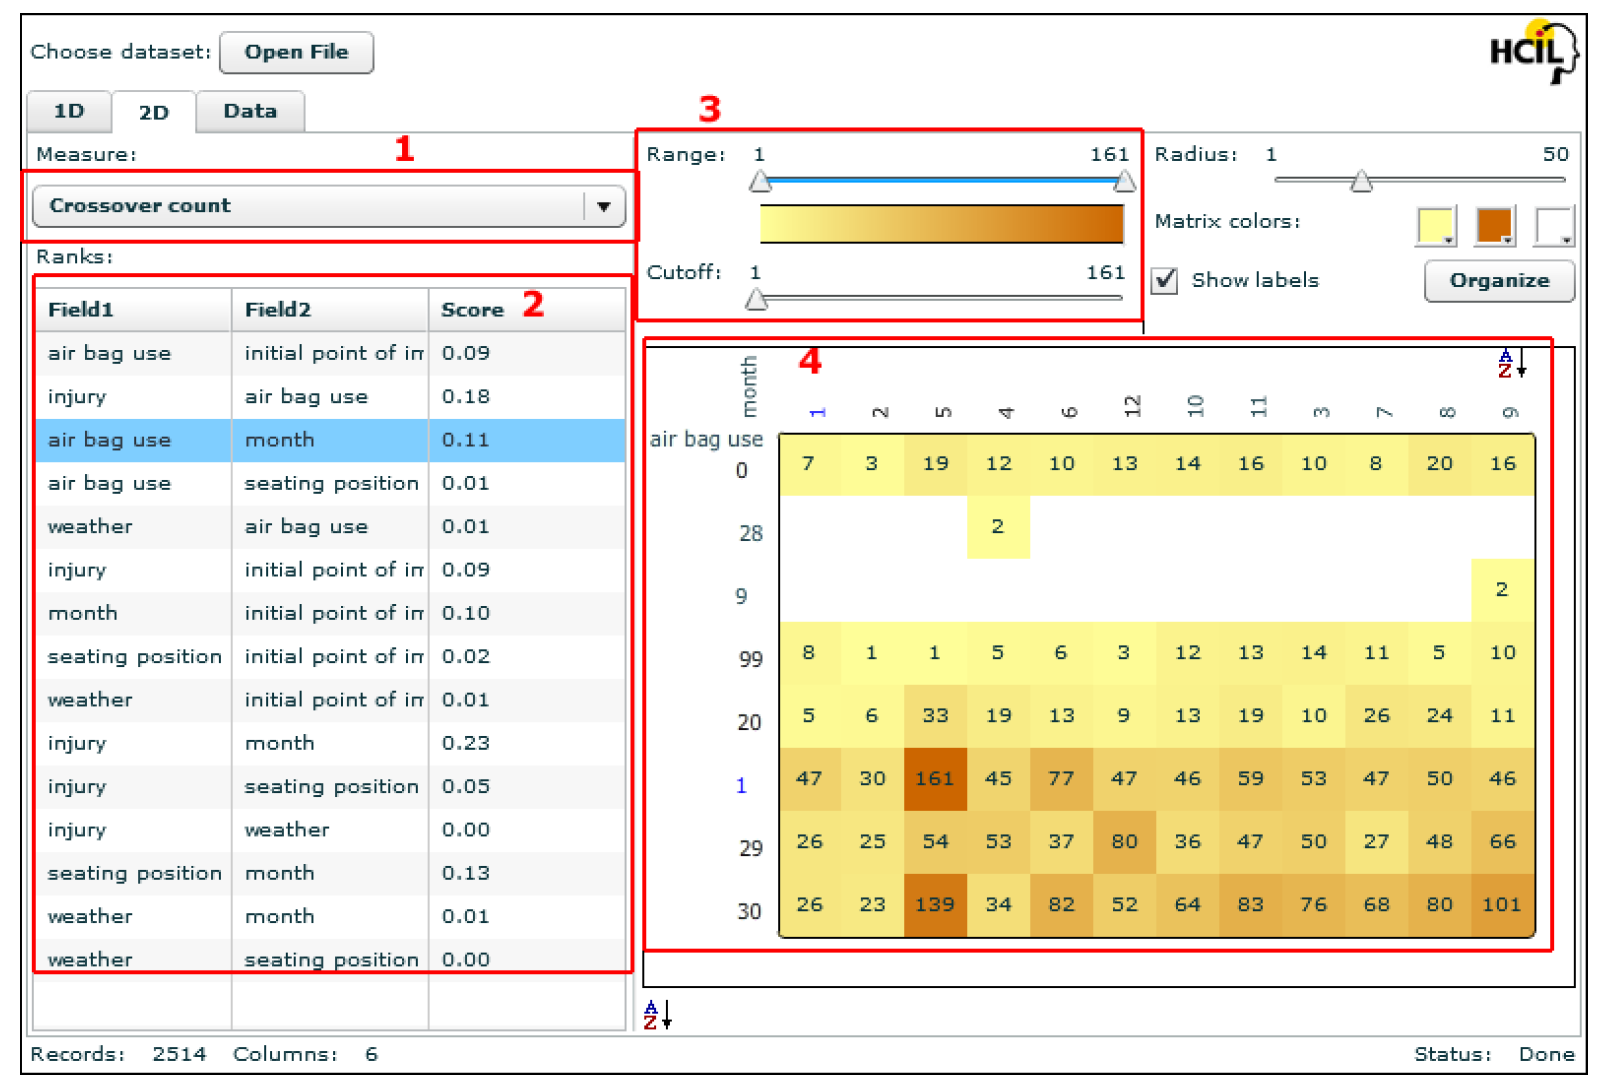 Choose dataset: Open File
HCIL
1D 2D Data
Measure: 1
Crossover count
Ranks:
Field1 Field2 Score 2
air bag use initial point of im 0.09
injury air bag use 0.18
air bag use month 0.11
air bag use seating position 0.01
weather air bag use 0.01
injury initial point of im 0.09
month initial point of im 0.10
seating position initial point of im 0.02
weather initial point of im 0.01
injury month 0.23
injury seating position 0.05
injury weather 0.00
seating position month 0.13
weather month 0.01
weather seating position 0.00
3
Range: 1 161
Cutoff: 1 161
Radius: 1 50
Matrix colors:
Show labels Organize
4
A
Z
month 1 2 5 4 6 12 10 11 3 7 8 9
air bag use
0 7 3 19 12 10 13 14 16 10 8 20 16
28 2
9 2
99 8 1 1 5 6 3 12 13 14 11 5 10
20 5 6 33 19 13 9 13 19 10 26 24 11
1 47 30 161 45 77 47 46 59 53 47 50 46
29 26 25 54 53 37 80 36 47 50 27 48 66
30 26 23 139 34 82 52 64 83 76 68 80 101
A
Z
Records: 2514 Columns: 6 Status: Done